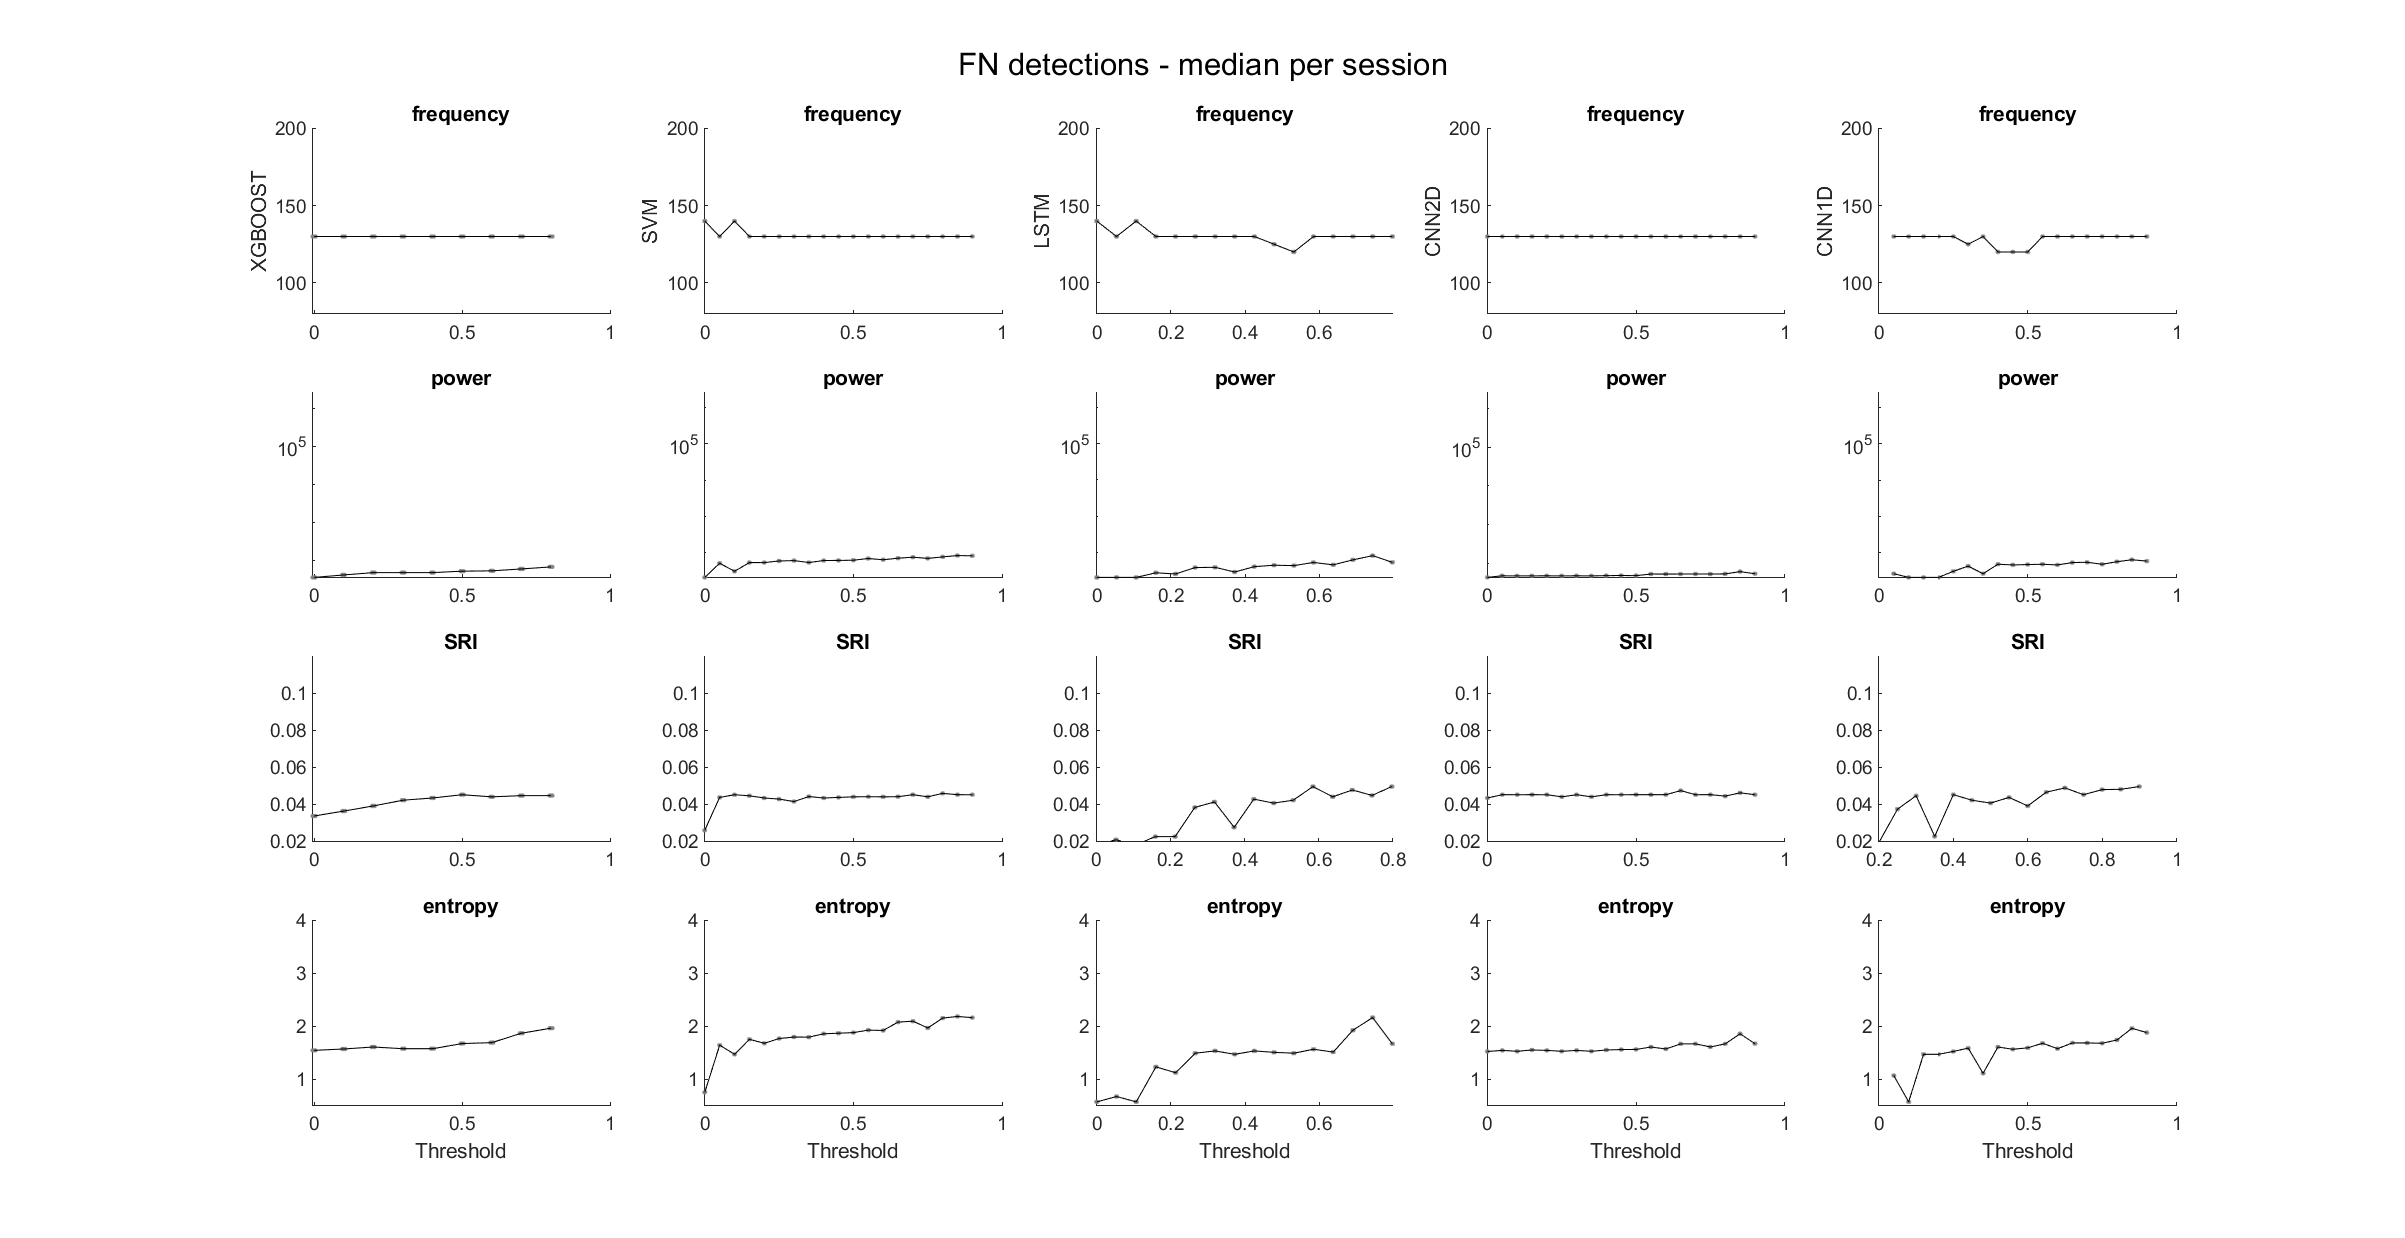 FN detections - median per session
frequency frequency frequency frequency frequency
200 200 200 200 200
XGBOOST SVM LSTM CNN2D CNN1D
150 150 150 150 150
100 100 100 100 100
0 0.5 1 0 0.5 1 0 0.2 0.4 0.6 0 0.5 1 0 0.5 1
power power power power power
10^5 10^5 10^5 10^5 10^5
0 0.5 1 0 0.5 1 0 0.2 0.4 0.6 0 0.5 1 0 0.5 1
SRI SRI SRI SRI SRI
0.1 0.1 0.1 0.1 0.1
0.08 0.08 0.08 0.08 0.08
0.06 0.06 0.06 0.06 0.06
0.04 0.04 0.04 0.04 0.04
0.02 0.02 0.02 0.02 0.02
0 0.5 1 0 0.5 1 0 0.2 0.4 0.6 0.8 0 0.5 1 0.2 0.4 0.6 0.8 1
entropy entropy entropy entropy entropy
4 4 4 4 4
3 3 3 3 3
2 2 2 2 2
1 1 1 1 1
0 0.5 1 0 0.5 1 0 0.2 0.4 0.6 0 0.5 1 0 0.5 1
Threshold Threshold Threshold Threshold Threshold